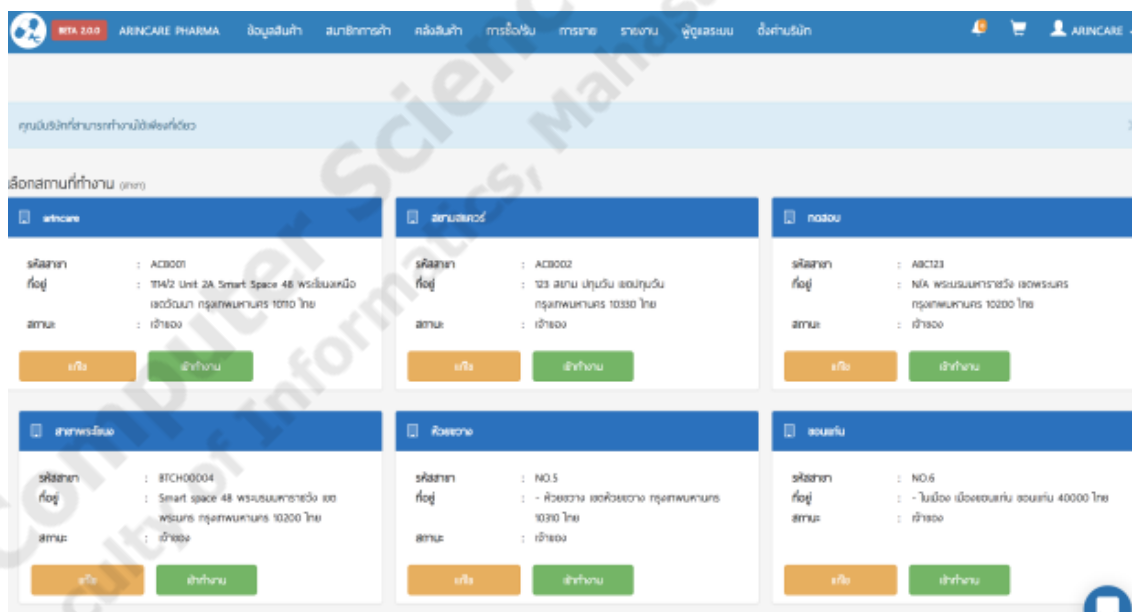 BETA 2.0.0 ARINCARE PHARMA ข้อมูลสินค้า สมาชิกการค้า คลังสินค้า การซื้อ/รับ การขาย รายงาน ผู้ดูแลระบบ ตั้งค่าบริษัท ARINCARE
คุณมีบริษัทที่สามารถทำงานได้เพียงที่เดียว
เลือกสถานที่ทำงาน (สาขา)
arincare
รหัสสาขา : ACB001
ที่อยู่ : 1114/2 Unit 2A Smart Space 48 พระโขนงเหนือ
เขตวัฒนา กรุงเทพมหานคร 10110 ไทย
สถานะ : เจ้าของ
แก้ไข เข้าทำงาน
สยามสแควร์
รหัสสาขา : ACB002
ที่อยู่ : 123 สยาม ปทุมวัน เขตปทุมวัน
กรุงเทพมหานคร 10330 ไทย
สถานะ : เจ้าของ
แก้ไข เข้าทำงาน
ทดสอบ
รหัสสาขา : ABC123
ที่อยู่ : N/A พระบรมมหาราชวัง เขตพระนคร
กรุงเทพมหานคร 10200 ไทย
สถานะ : เจ้าของ
แก้ไข เข้าทำงาน
สาขาพระโขนง
รหัสสาขา : BTCH00004
ที่อยู่ : Smart space 48 พระบรมมหาราชวัง เขต
พระนคร กรุงเทพมหานคร 10200 ไทย
สถานะ : เจ้าของ
แก้ไข เข้าทำงาน
ห้วยขวาง
รหัสสาขา : NO.5
ที่อยู่ : - ห้วยขวาง เขตห้วยขวาง กรุงเทพมหานคร
10310 ไทย
สถานะ : เจ้าของ
แก้ไข เข้าทำงาน
ขอนแก่น
รหัสสาขา : NO.6
ที่อยู่ : - ในเมือง เมืองขอนแก่น ขอนแก่น 40000 ไทย
สถานะ : เจ้าของ
แก้ไข เข้าทำงาน
Computer Scien
culty of Informatics, Mahas